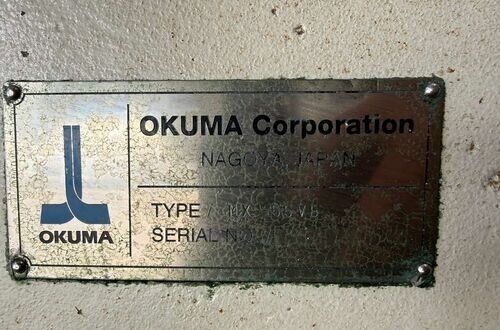 OKUMA Corporation
NAGOYA, JAPAN
TYPE
SERIAL N
OKUMA